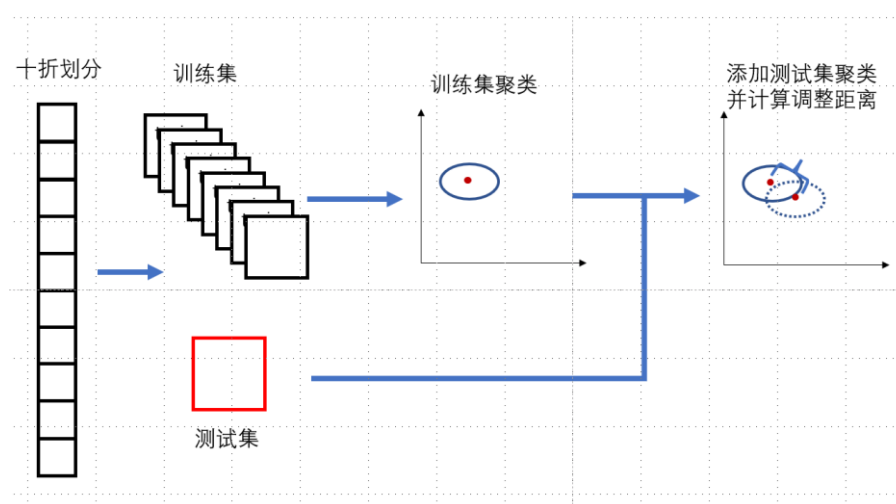 十折划分
训练集
训练集聚类
添加测试集聚类
并计算调整距离
测试集